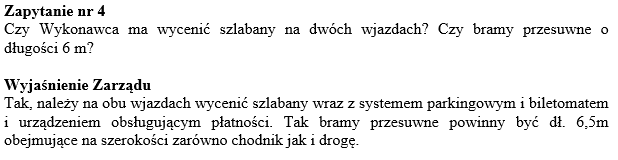 Zapytanie nr 4
Czy Wykonawca ma wycenić szlabany na dwóch wjazdach? Czy bramy przesuwne o
długości 6 m?
Wyjaśnienie Zarządu
Tak, należy na obu wjazdach wycenić szlabany wraz z systemem parkingowym i biletomatem
i urządzeniem obsługującym płatności. Tak bramy przesuwne powinny być dł. 6,5m
obejmujące na szerokości zarówno chodnik jak i drogę.